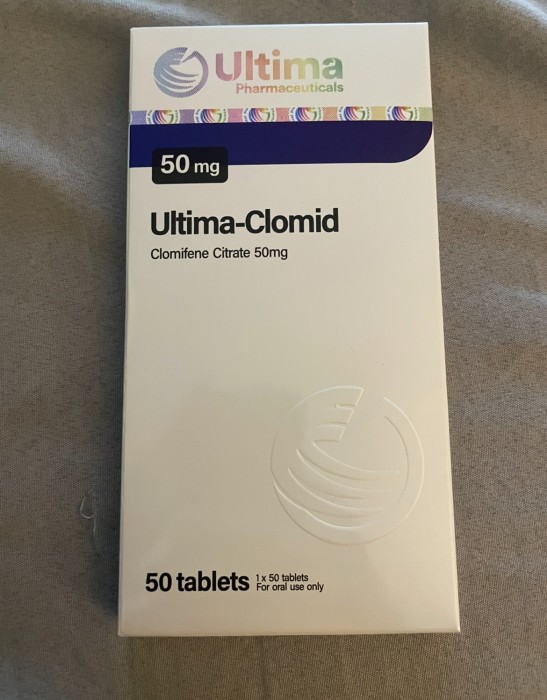 Ultima
Pharmaceuticals
50 mg
Ultima-Clomid
Clomifene Citrate 50mg
50 tablets
1 x 50 tablets
For oral use only